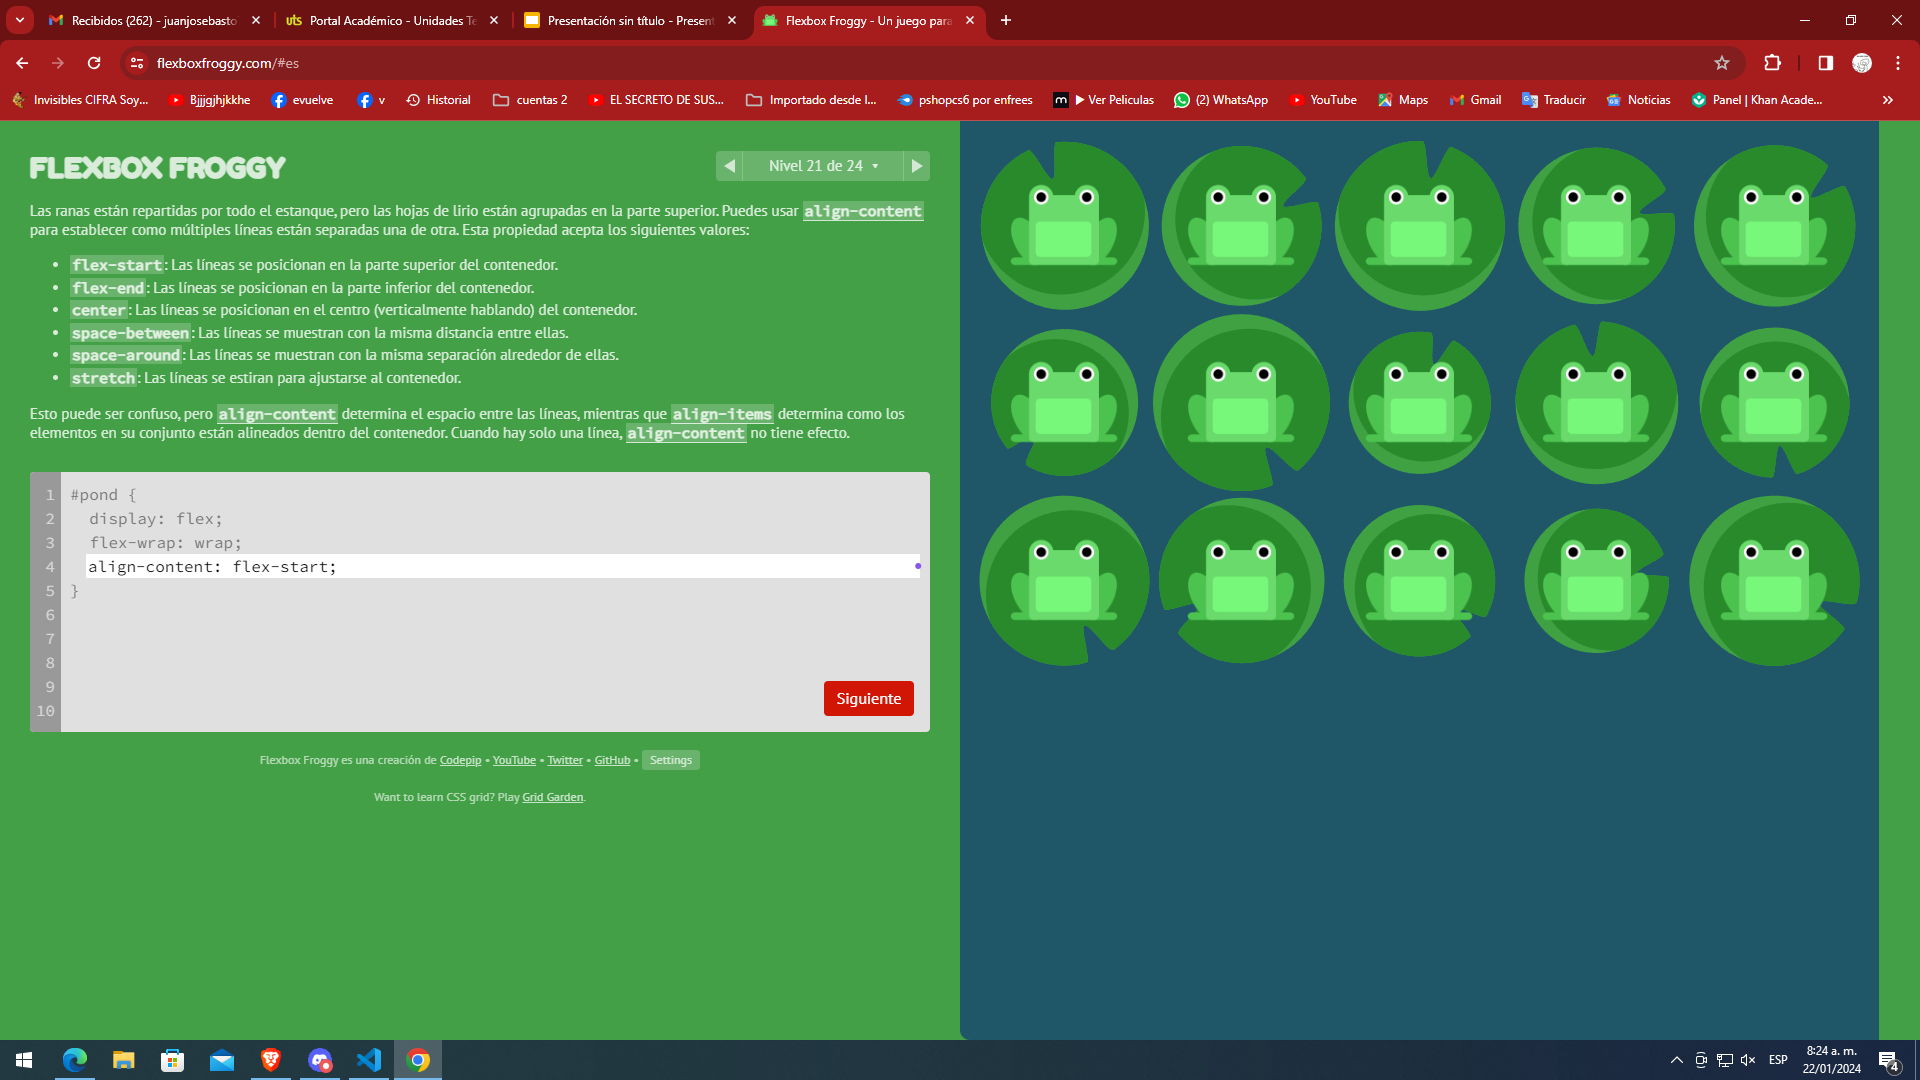 Recibidos (262) - juanjosebasto
Portal Académico - Unidades Te
Presentación sin título - Present
Flexbox Froggy - Un juego para
flexboxfroggy.com/#es
Invisibles CIFRA Soy...
Bjjjgjhjkkhe
evuelve
v
Historial
cuentas 2
EL SECRETO DE SUS...
Importado desde l...
pshopcs6 por enfrees
▶ Ver Peliculas
(2) WhatsApp
YouTube
Maps
Gmail
Traducir
Noticias
Panel | Khan Acade...
FLEXBOX FROGGY
Nivel 21 de 24
Las ranas están repartidas por todo el estanque, pero las hojas de lirio están agrupadas en la parte superior. Puedes usar align-content
para establecer como múltiples líneas están separadas una de otra. Esta propiedad acepta los siguientes valores:
• flex-start: Las líneas se posicionan en la parte superior del contenedor.
• flex-end: Las líneas se posicionan en la parte inferior del contenedor.
• center: Las líneas se posicionan en el centro (verticalmente hablando) del contenedor.
• space-between: Las líneas se muestran con la misma distancia entre ellas.
• space-around: Las líneas se muestran con la misma separación alrededor de ellas.
• stretch: Las líneas se estiran para ajustarse al contenedor.
Esto puede ser confuso, pero align-content determina el espacio entre las líneas, mientras que align-items determina como los
elementos en su conjunto están alineados dentro del contenedor. Cuando hay solo una línea, align-content no tiene efecto.
1 #pond {
2 display: flex;
3 flex-wrap: wrap;
4 align-content: flex-start;
5 }
6
7
8
9
10
Siguiente
Flexbox Froggy es una creación de Codepip • YouTube • Twitter • GitHub • Settings
Want to learn CSS grid? Play Grid Garden.
ESP
8:24 a. m.
22/01/2024
4